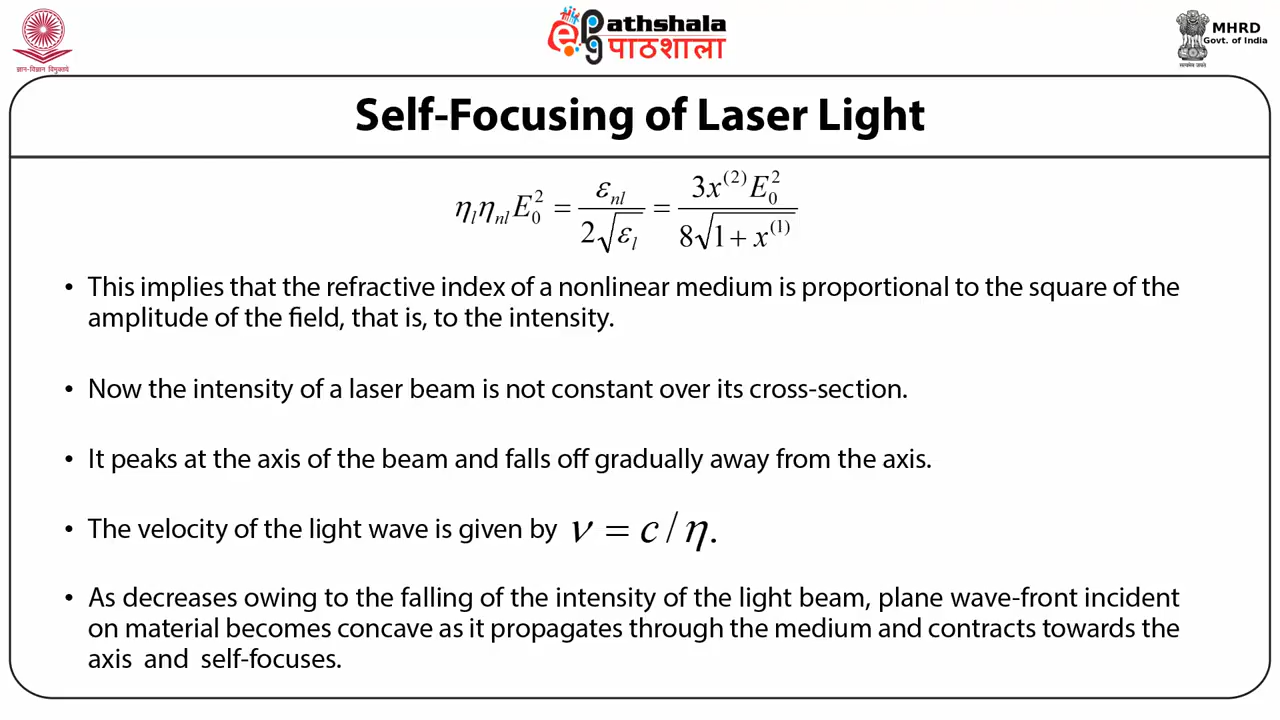 ज्ञान-विज्ञान विमुक्तये
epg athshala
पाठशाला
MHRD
Govt. of India
सत्यमेव जयते
Self-Focusing of Laser Light
η_l η_nl E_0^2 = ε_nl / 2√ε_l = 3x^(2) E_0^2 / 8√1 + x^(1)
• This implies that the refractive index of a nonlinear medium is proportional to the square of the
amplitude of the field, that is, to the intensity.
• Now the intensity of a laser beam is not constant over its cross-section.
• It peaks at the axis of the beam and falls off gradually away from the axis.
• The velocity of the light wave is given by ν = c / η.
• As decreases owing to the falling of the intensity of the light beam, plane wave-front incident
on material becomes concave as it propagates through the medium and contracts towards the
axis and self-focuses.